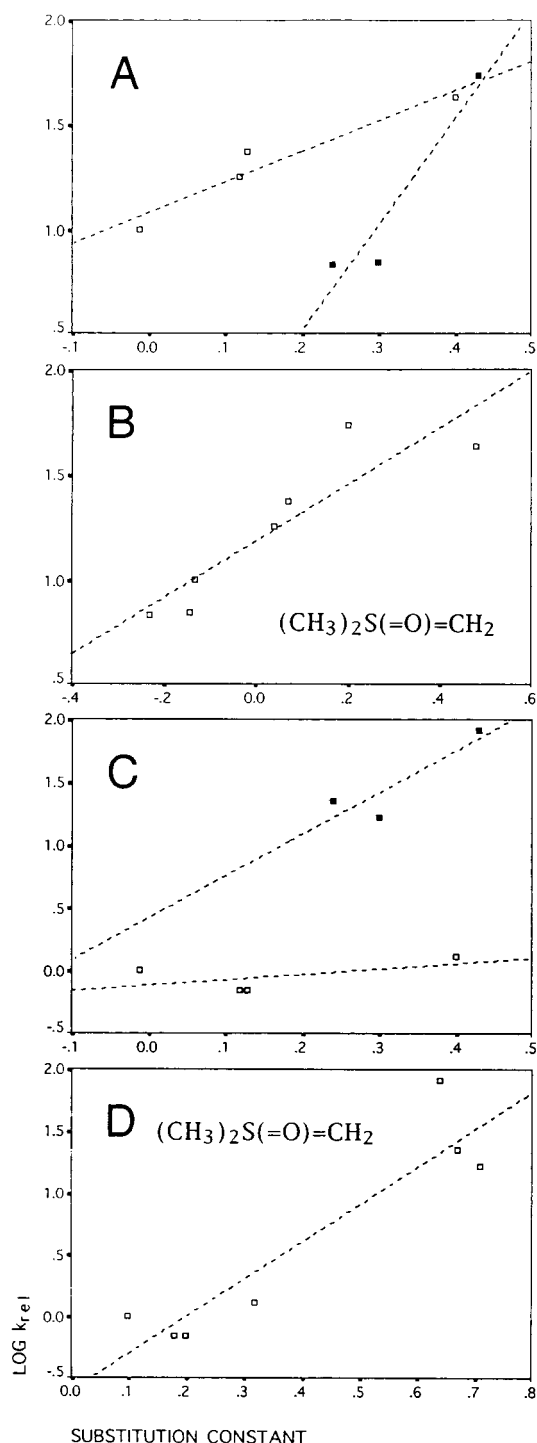 2.0
A
1.5
1.0
.5
-.1 0.0 .1 .2 .3 .4 .5
2.0
B
1.5
1.0
(CH3)2S(=O)=CH2
.5
-.4 -.2 0.0 .2 .4 .6
2.0
C
1.5
1.0
.5
0.0
-.5
-.1 0.0 .1 .2 .3 .4 .5
2.0
D (CH3)2S(=O)=CH2
1.5
1.0
.5
0.0
-.5
LOG krel
0.0 .1 .2 .3 .4 .5 .6 .7 .8
SUBSTITUTION CONSTANT